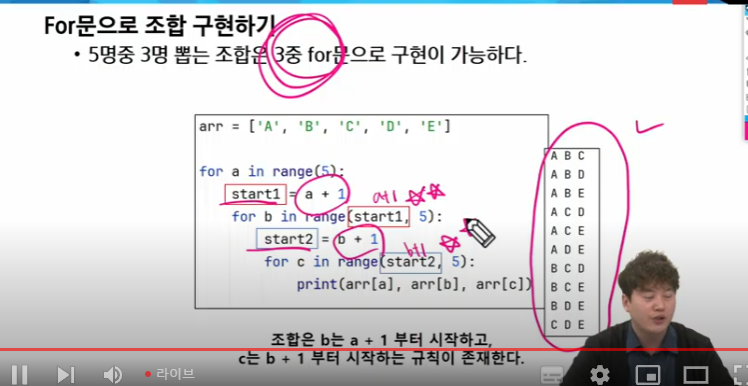 For문으로 조합 구현하기
• 5명중 3명 뽑는 조합은 3중 for문으로 구현이 가능하다.
arr = ['A', 'B', 'C', 'D', 'E']
for a in range(5):
start1 = a + 1
a+1
for b in range(start1, 5):
start2 = b + 1
b+1
for c in range(start2, 5):
print(arr[a], arr[b], arr[c])
A B C
A B D
A B E
A C D
A C E
A D E
B C D
B C E
B D E
C D E
조합은 b는 a + 1 부터 시작하고,
c는 b + 1 부터 시작하는 규칙이 존재한다.
라이브